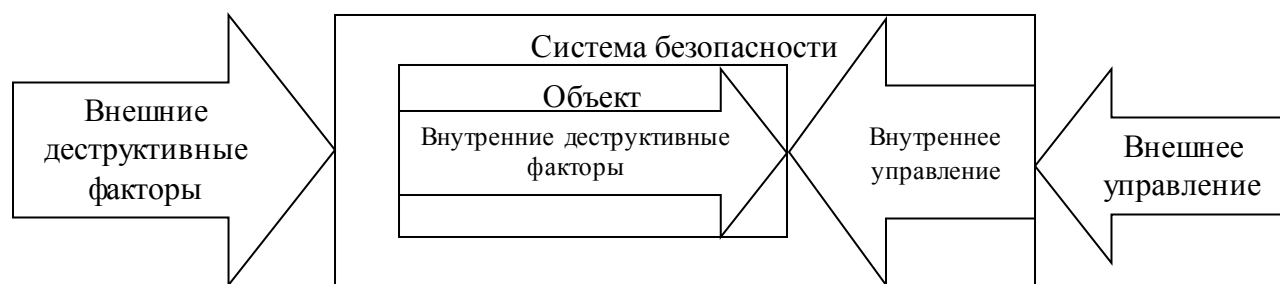 Система безопасности
Объект
Внешние
деструктивные
факторы
Внутренние деструктивные
факторы
Внутреннее
управление
Внешнее
управление